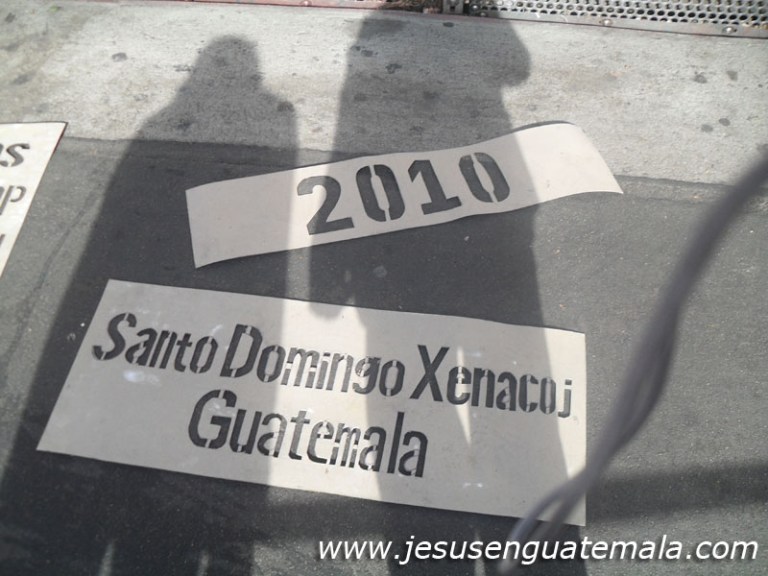 2010
Santo Domingo Xenacoj
Guatemala
www.jesusenguatemala.com